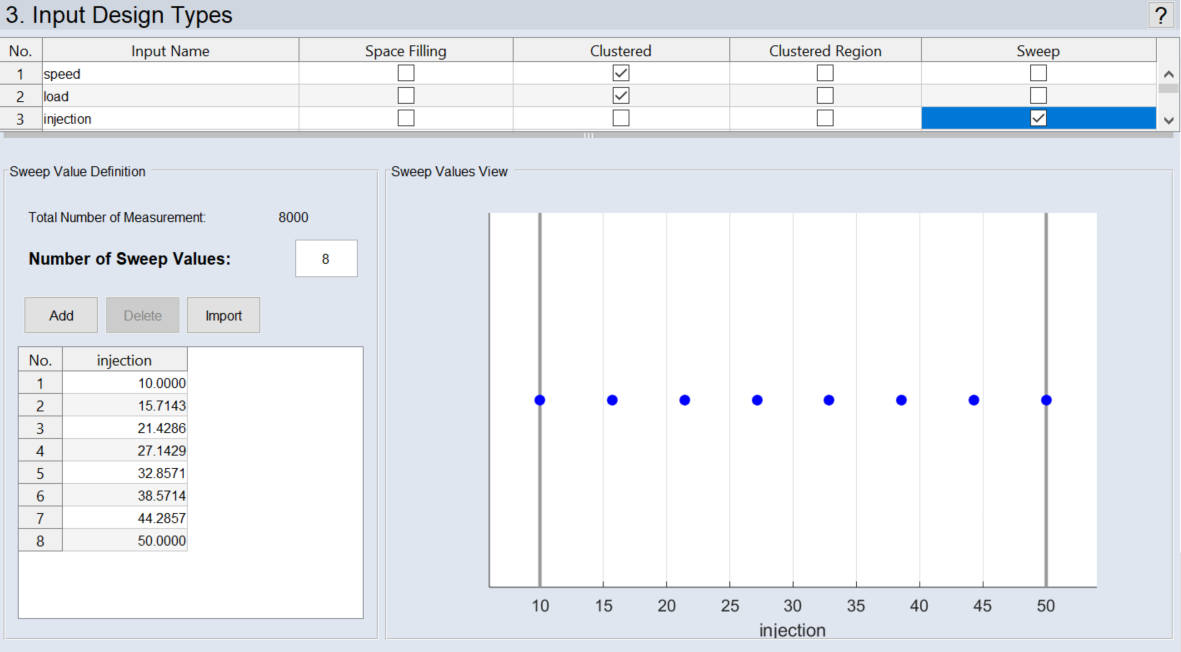 3. Input Design Types ?
No. Input Name Space Filling Clustered Clustered Region Sweep
1 speed
2 load
3 injection
Sweep Value Definition
Total Number of Measurement: 8000
Number of Sweep Values: 8
Add Delete Import
No. injection
1 10.0000
2 15.7143
3 21.4286
4 27.1429
5 32.8571
6 38.5714
7 44.2857
8 50.0000
Sweep Values View
10 15 20 25 30 35 40 45 50
injection